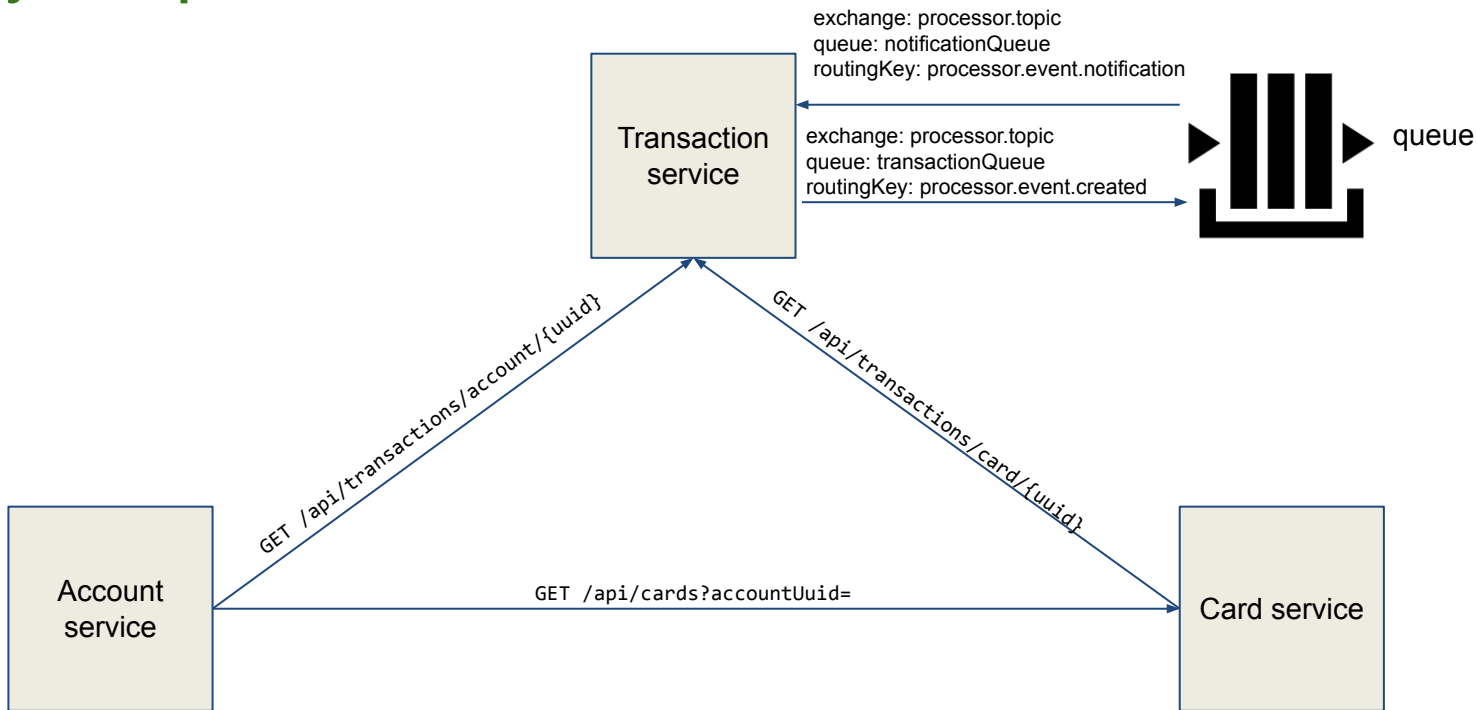 exchange: processor.topic
queue: notificationQueue
routingKey: processor.event.notification
Transaction
service
exchange: processor.topic
queue: transactionQueue
routingKey: processor.event.created
queue
GET /api/transactions/account/{uuid}
GET /api/transactions/card/{uuid}
Account
service
GET /api/cards?accountUuid=
Card service